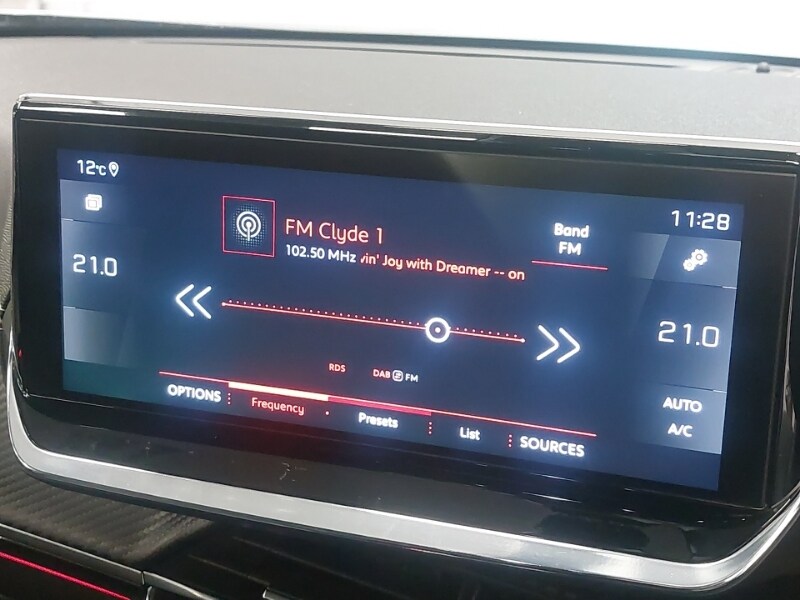 12°C
11:28
21.0
FM Clyde 1
102.50 MHz vin' Joy with Dreamer -- on
Band
FM
21.0
RDS
DAB FM
OPTIONS
Frequency
Presets
List
SOURCES
AUTO
A/C